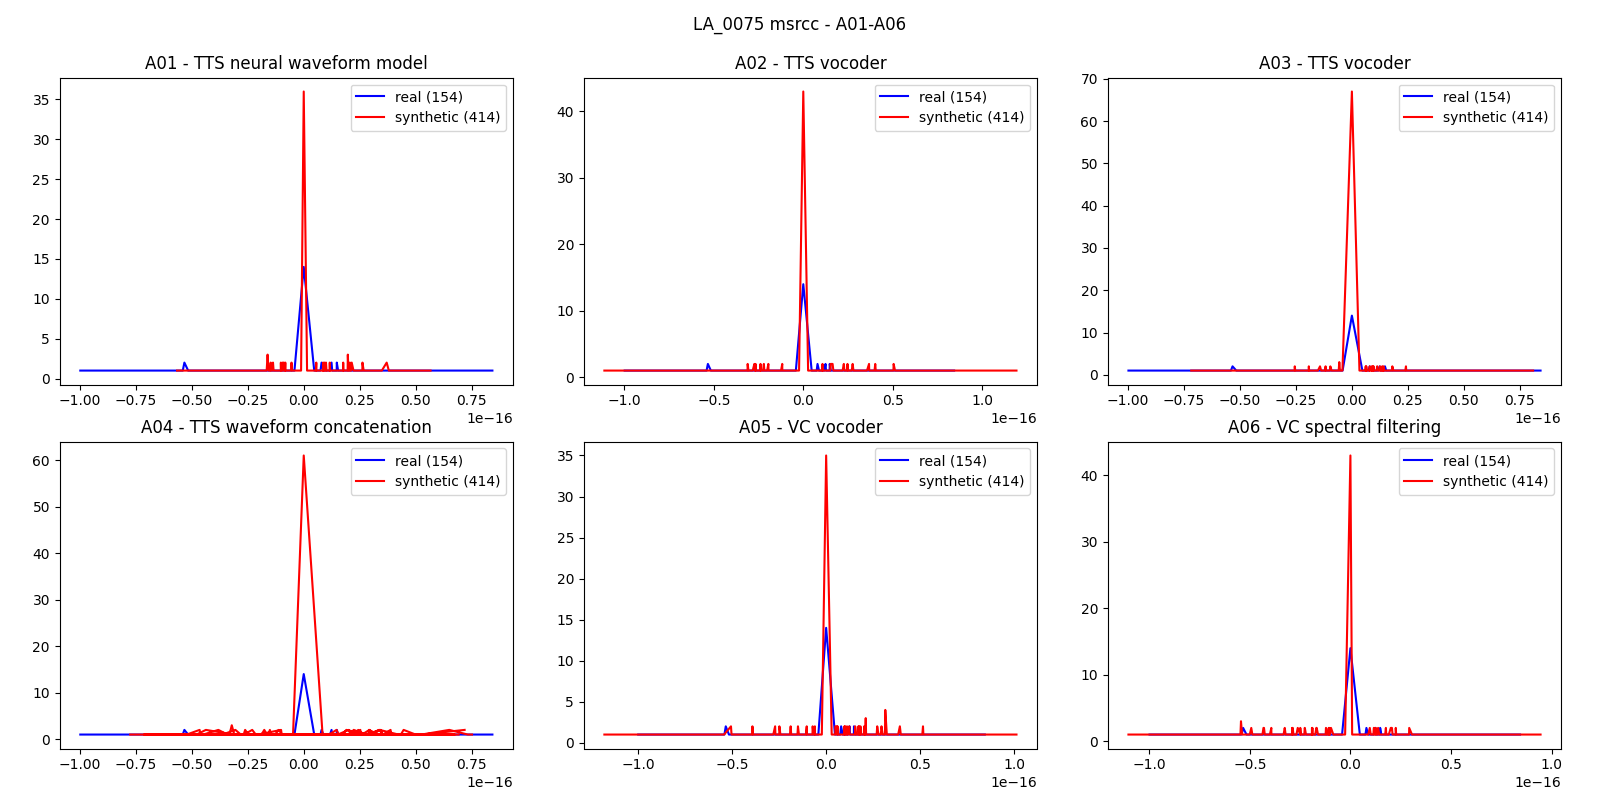 LA_0075 msrcc - A01-A06
A01 - TTS neural waveform model
A02 - TTS vocoder
A03 - TTS vocoder
real (154)
synthetic (414)
real (154)
synthetic (414)
real (154)
synthetic (414)
35
30
25
20
15
10
5
0
40
30
20
10
0
70
60
50
40
30
20
10
0
−1.00 −0.75 −0.50 −0.25 0.00 0.25 0.50 0.75
1e−16
−1.0 −0.5 0.0 0.5 1.0
1e−16
−1.00 −0.75 −0.50 −0.25 0.00 0.25 0.50 0.75
1e−16
A04 - TTS waveform concatenation
A05 - VC vocoder
A06 - VC spectral filtering
real (154)
synthetic (414)
real (154)
synthetic (414)
real (154)
synthetic (414)
60
50
40
30
20
10
0
35
30
25
20
15
10
5
0
40
30
20
10
0
−1.00 −0.75 −0.50 −0.25 0.00 0.25 0.50 0.75
1e−16
−1.0 −0.5 0.0 0.5 1.0
1e−16
−1.0 −0.5 0.0 0.5 1.0
1e−16